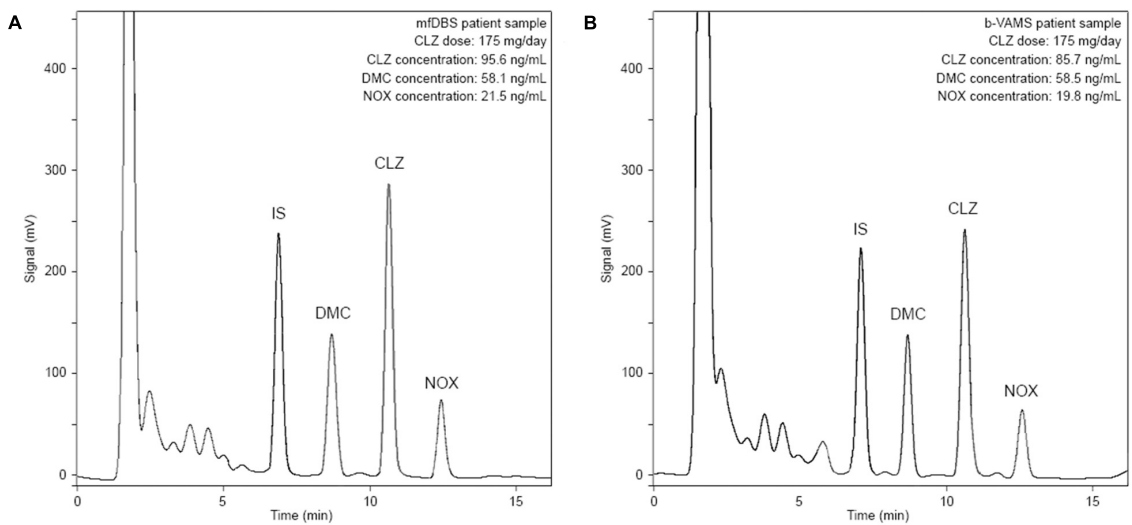 A
mfDBS patient sample
CLZ dose: 175 mg/day
CLZ concentration: 95.6 ng/mL
DMC concentration: 58.1 ng/mL
NOX concentration: 21.5 ng/mL
400
300
200
100
0
Signal (mV)
IS
DMC
CLZ
NOX
0 5 10 15
Time (min)
B
b-VAMS patient sample
CLZ dose: 175 mg/day
CLZ concentration: 85.7 ng/mL
DMC concentration: 58.5 ng/mL
NOX concentration: 19.8 ng/mL
400
300
200
100
0
Signal (mV)
IS
DMC
CLZ
NOX
0 5 10 15
Time (min)